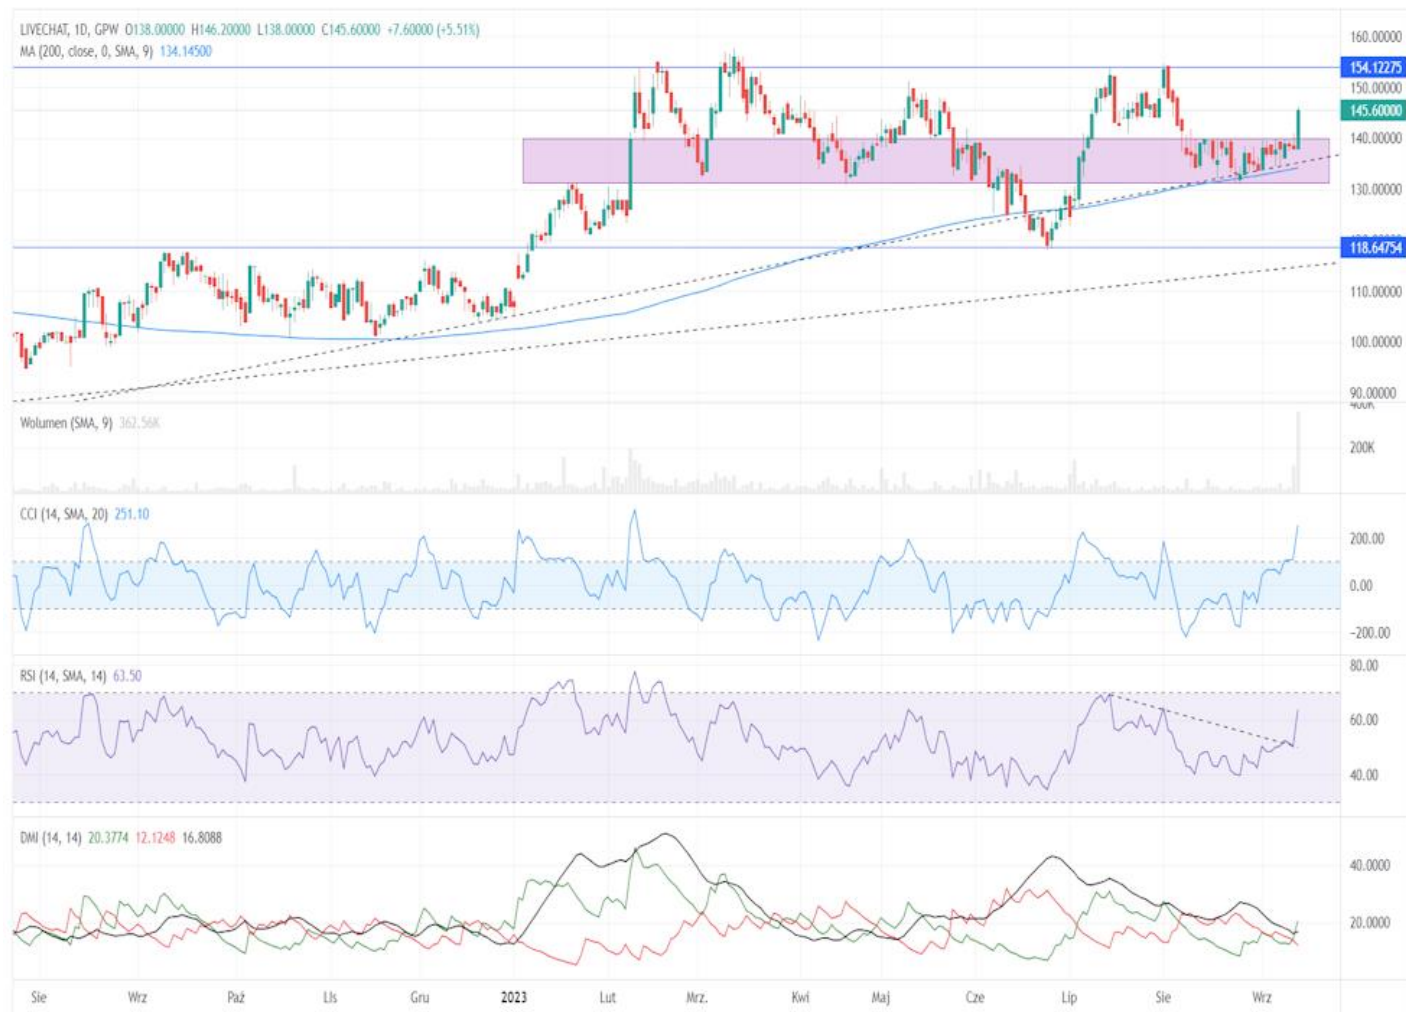 LIVECHAT, 1D, GPW O138.00000 H146.20000 L138.00000 C145.60000 +7.60000 (+5.51%)
MA (200, close, 0, SMA, 9) 134.14500
160.00000
154.12275
150.00000
145.60000
140.00000
130.00000
118.64754
110.00000
100.00000
90.00000
Wolumen (SMA, 9) 362.56K
400K
200K
CCI (14, SMA, 20) 251.10
200.00
0.00
−200.00
RSI (14, SMA, 14) 63.50
80.00
60.00
40.00
DMI (14, 14) 20.3774 12.1248 16.8088
40.0000
20.0000
Sie Wrz Paź Lis Gru 2023 Lut Mrz. Kwi Maj Cze Lip Sie Wrz